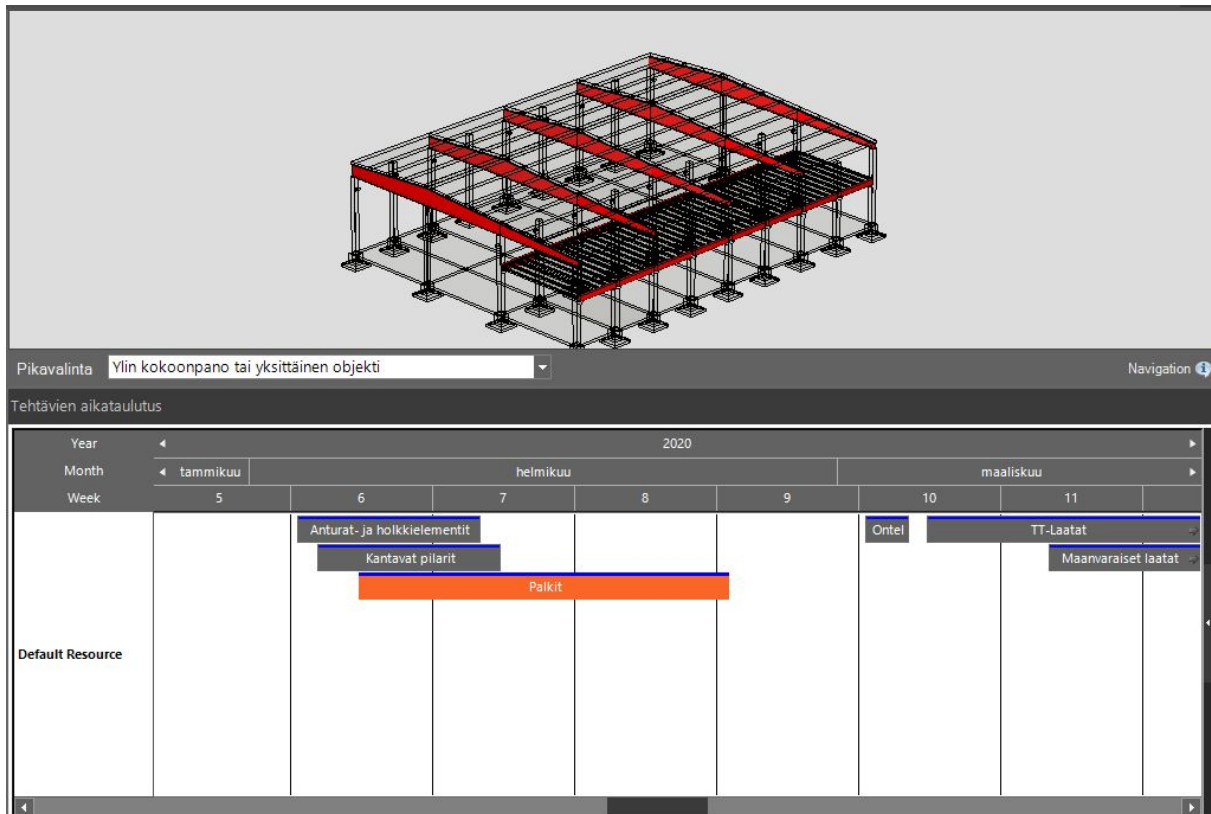 Pikavalinta Ylin kokoonpano tai yksittäinen objekti Navigation
Tehtävien aikataulutus
Year 2020
Month tammikuu helmikuu maaliskuu
Week 5 6 7 8 9 10 11
Anturat- ja holkkielementit Ontel TT-Laatat
Kantavat pilarit Maanvaraiset laatat
Palkit
Default Resource